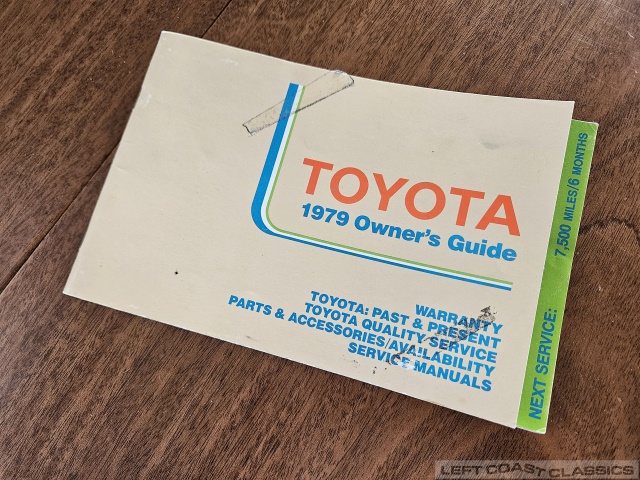 TOYOTA
1979 Owner's Guide
WARRANTY
TOYOTA: PAST & PRESENT
TOYOTA QUALITY SERVICE
PARTS & ACCESSORIES/AVAILABILITY
SERVICE MANUALS
NEXT SERVICE: 7,500 MILES/6 MONTHS
LEFT COAST CLASSICS